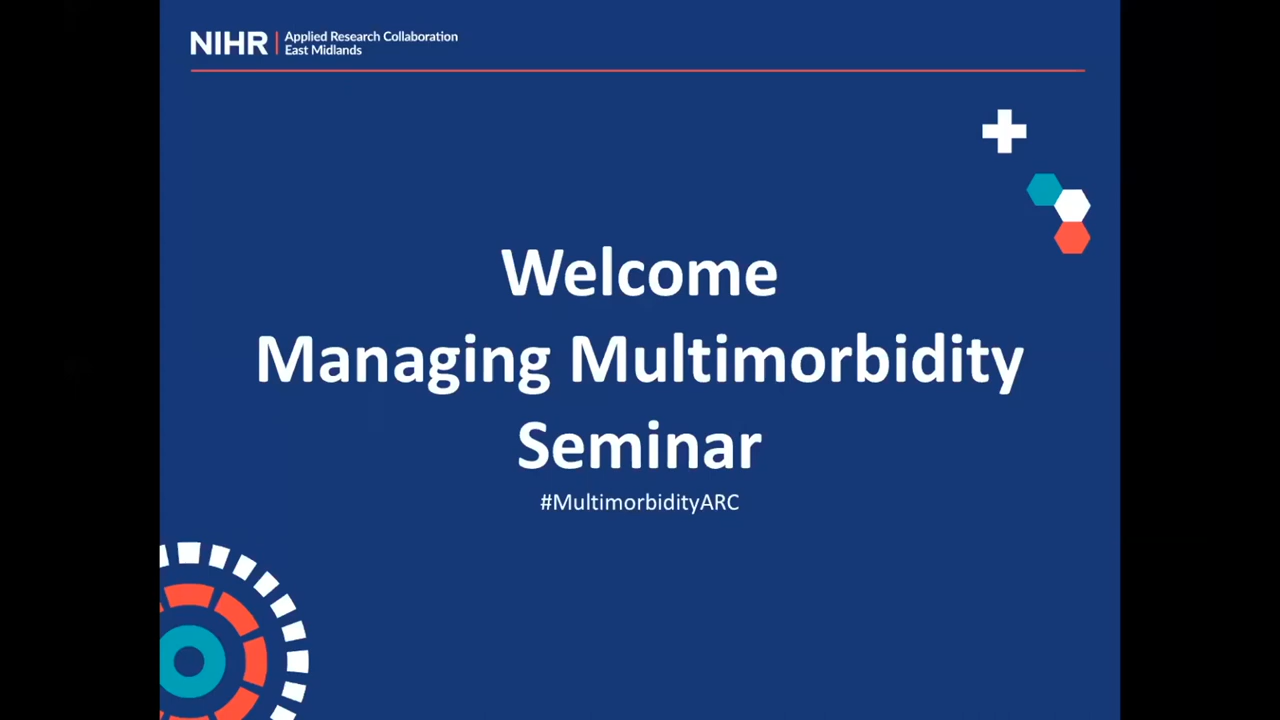 NIHR | Applied Research Collaboration
East Midlands
Welcome
Managing Multimorbidity
Seminar
#MultimorbidityARC